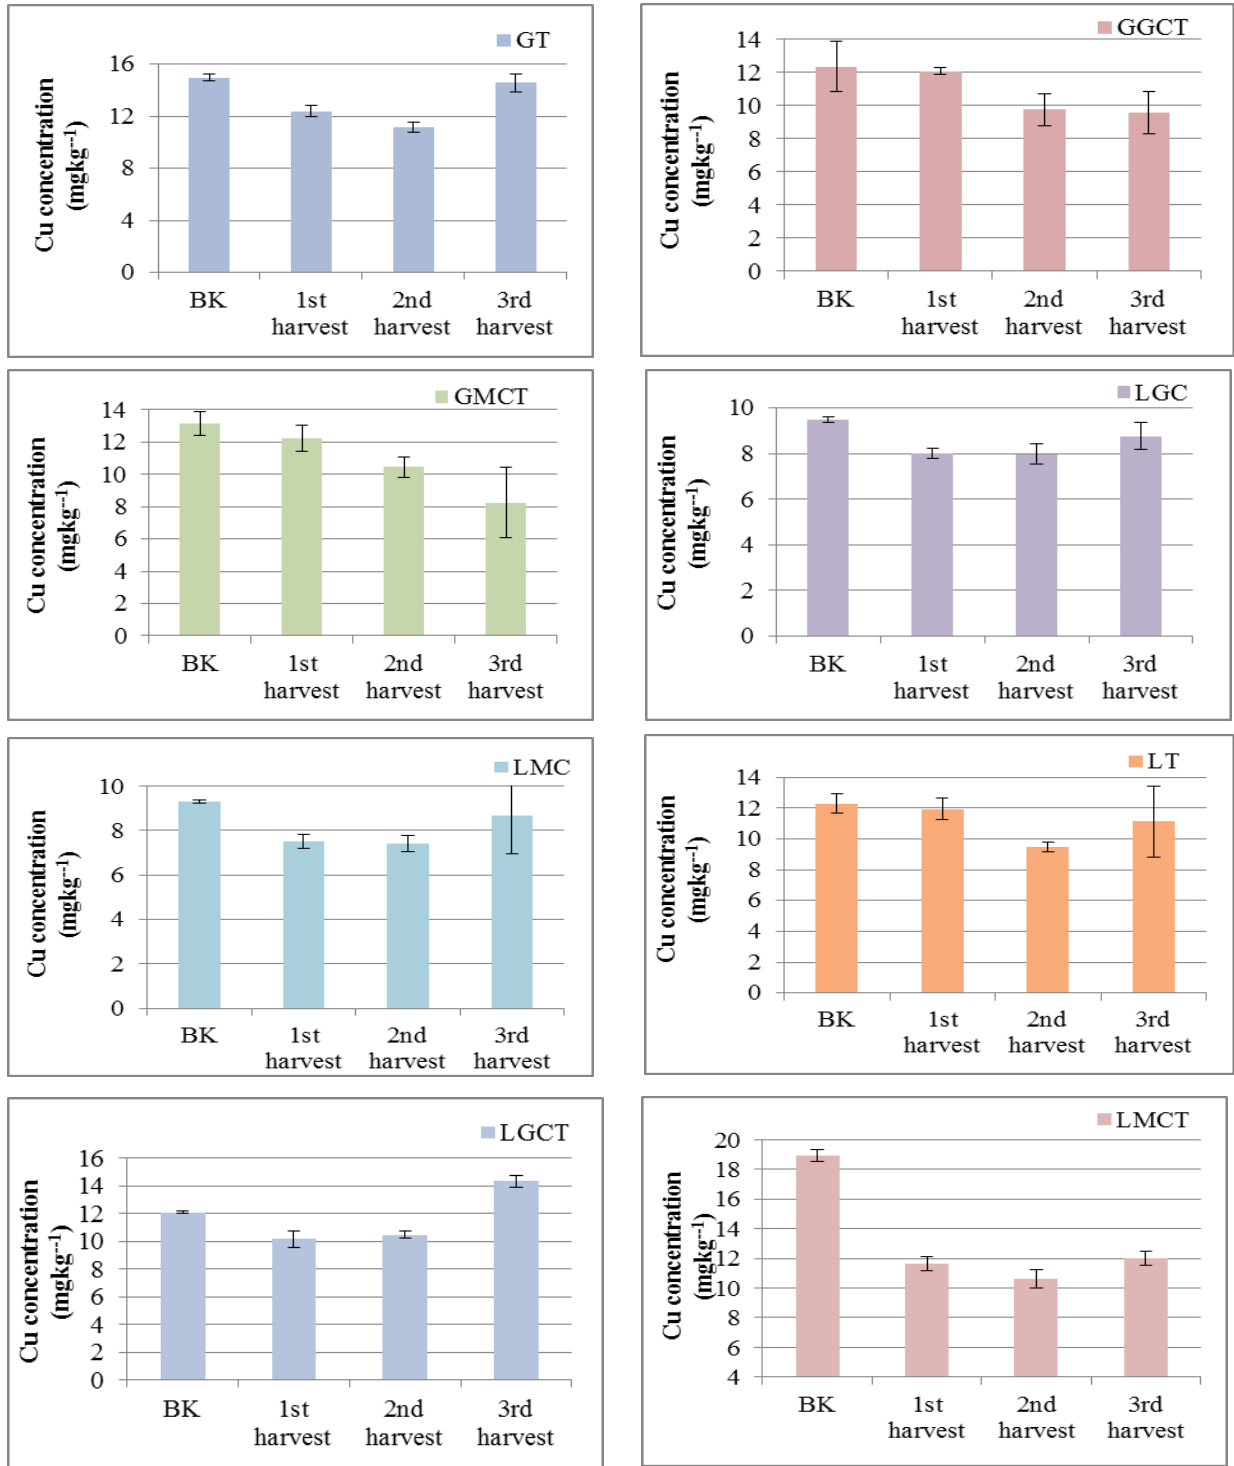 GT
Cu concentration
(mgkg--1)
16
12
8
4
0
BK
1st
harvest
2nd
harvest
3rd
harvest
GGCT
Cu concentration
(mgkg--1)
14
12
10
8
6
4
2
0
BK
1st
harvest
2nd
harvest
3rd
harvest
GMCT
Cu concentration
(mgkg--1)
14
12
10
8
6
4
2
0
BK
1st
harvest
2nd
harvest
3rd
harvest
LGC
Cu concentration
(mgkg--1)
10
8
6
4
2
0
BK
1st
harvest
2nd
harvest
3rd
harvest
LMC
Cu concentration
(mgkg--1)
10
8
6
4
2
0
BK
1st
harvest
2nd
harvest
3rd
harvest
LT
Cu concentration
(mgkg--1)
14
12
10
8
6
4
2
0
BK
1st
harvest
2nd
harvest
3rd
harvest
LGCT
Cu concentration
(mgkg--1)
16
14
12
10
8
6
4
2
0
BK
1st
harvest
2nd
harvest
3rd
harvest
LMCT
Cu concentration
(mgkg--1)
20
18
16
14
12
10
8
6
4
BK
1st
harvest
2nd
harvest
3rd
harvest